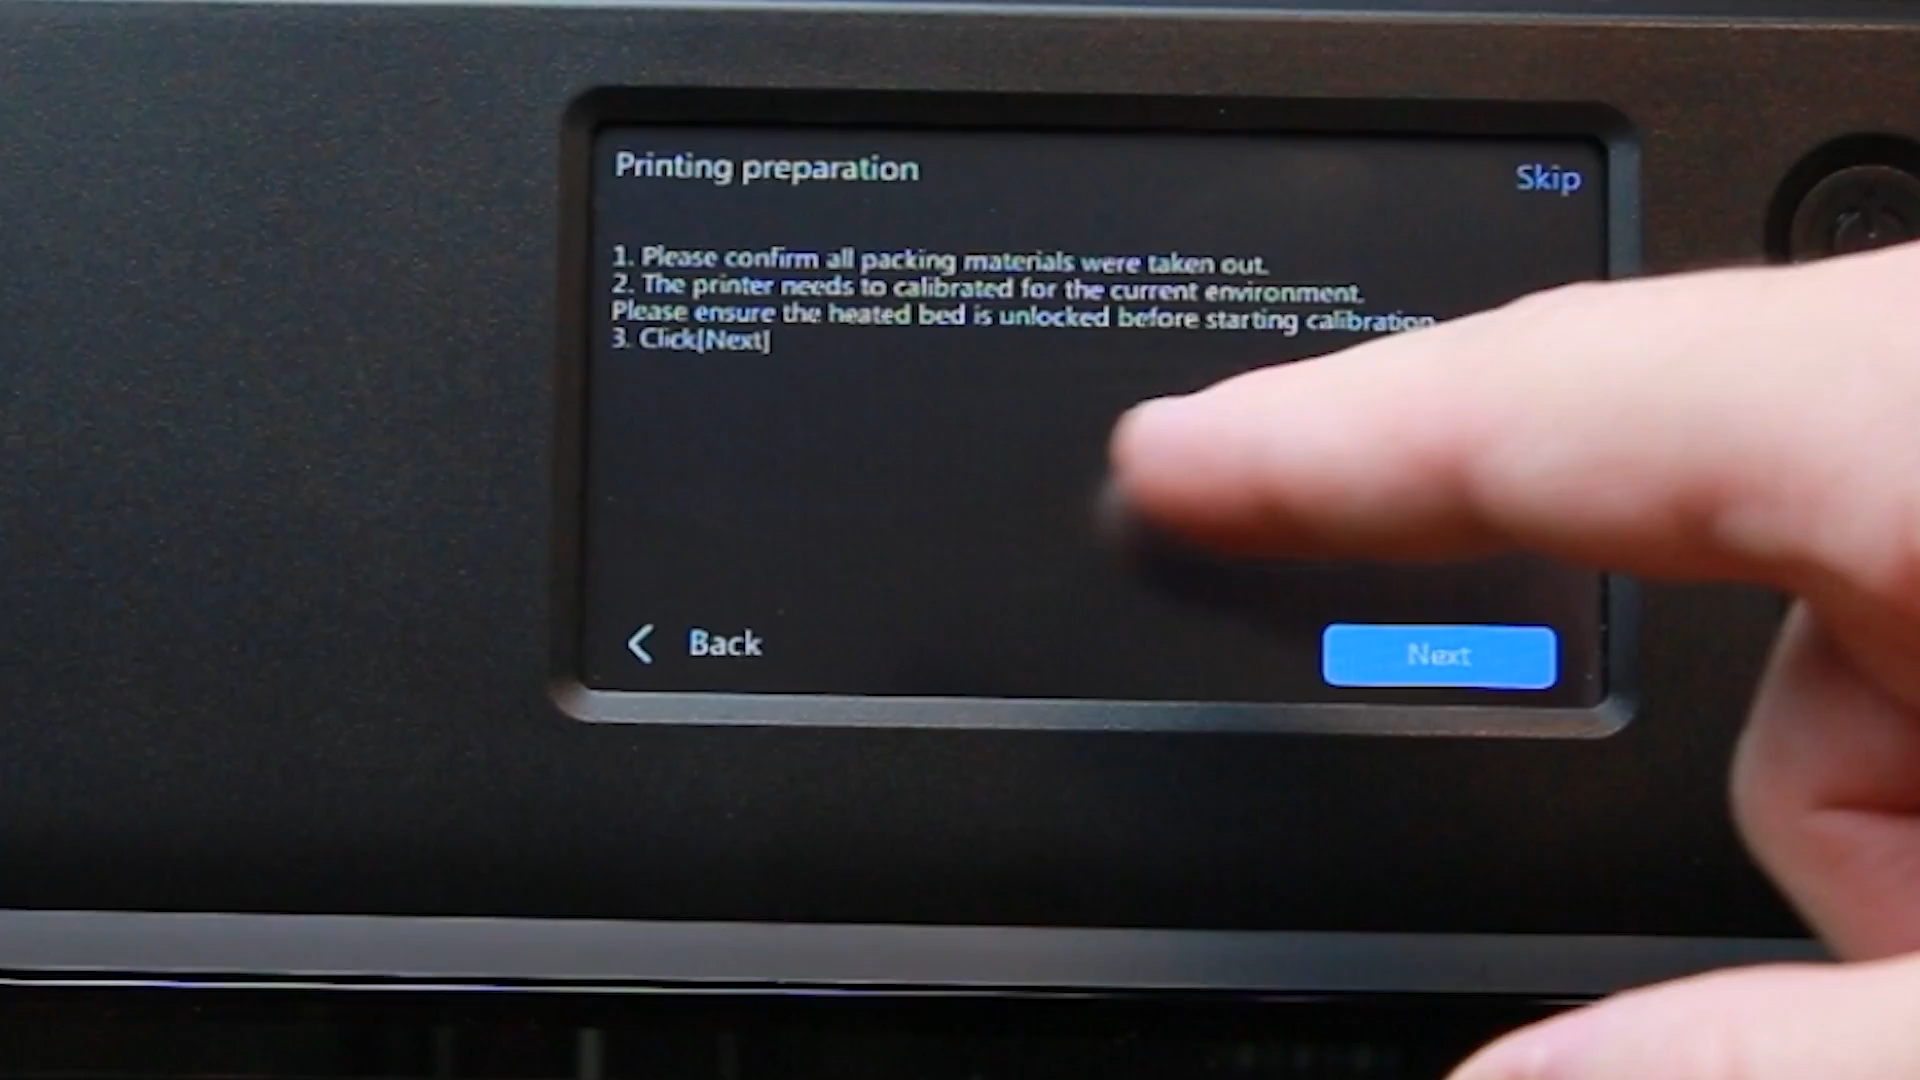 Printing preparation
Skip
1. Please confirm all packing materials were taken out.
2. The printer needs to calibrated for the current environment.
Please ensure the heated bed is unlocked before starting calibration
3. Click[Next]
Back
Next